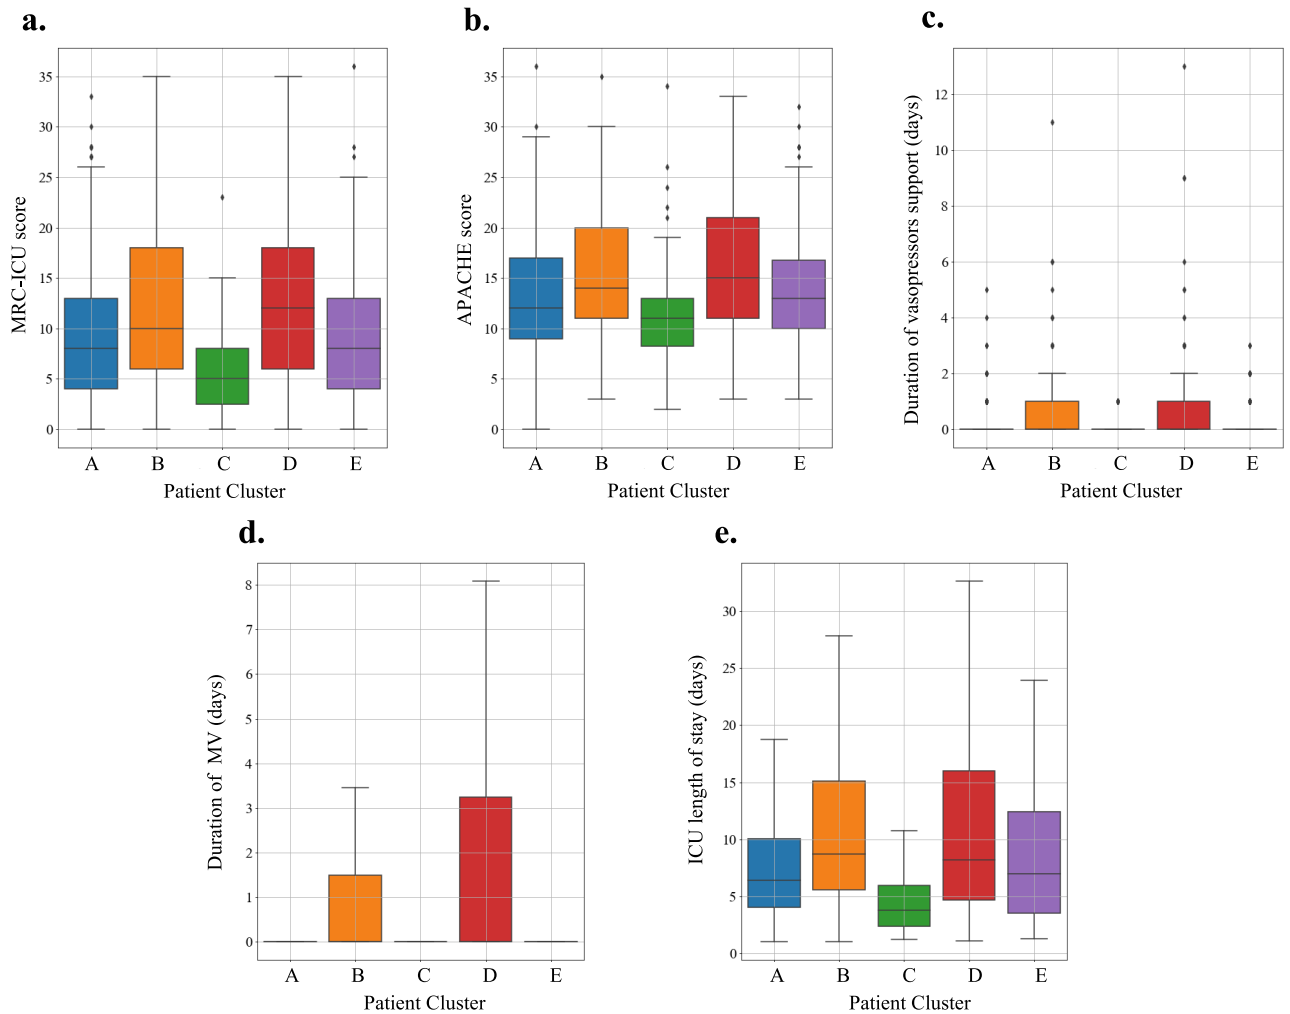 a.
MRC-ICU score
35
30
25
20
15
10
5
0
A B C D E
Patient Cluster
b.
APACHE score
35
30
25
20
15
10
5
0
A B C D E
Patient Cluster
c.
Duration of vasopressors support (days)
12
10
8
6
4
2
0
A B C D E
Patient Cluster
d.
Duration of MV (days)
8
7
6
5
4
3
2
1
0
A B C D E
Patient Cluster
e.
ICU length of stay (days)
30
25
20
15
10
5
0
A B C D E
Patient Cluster